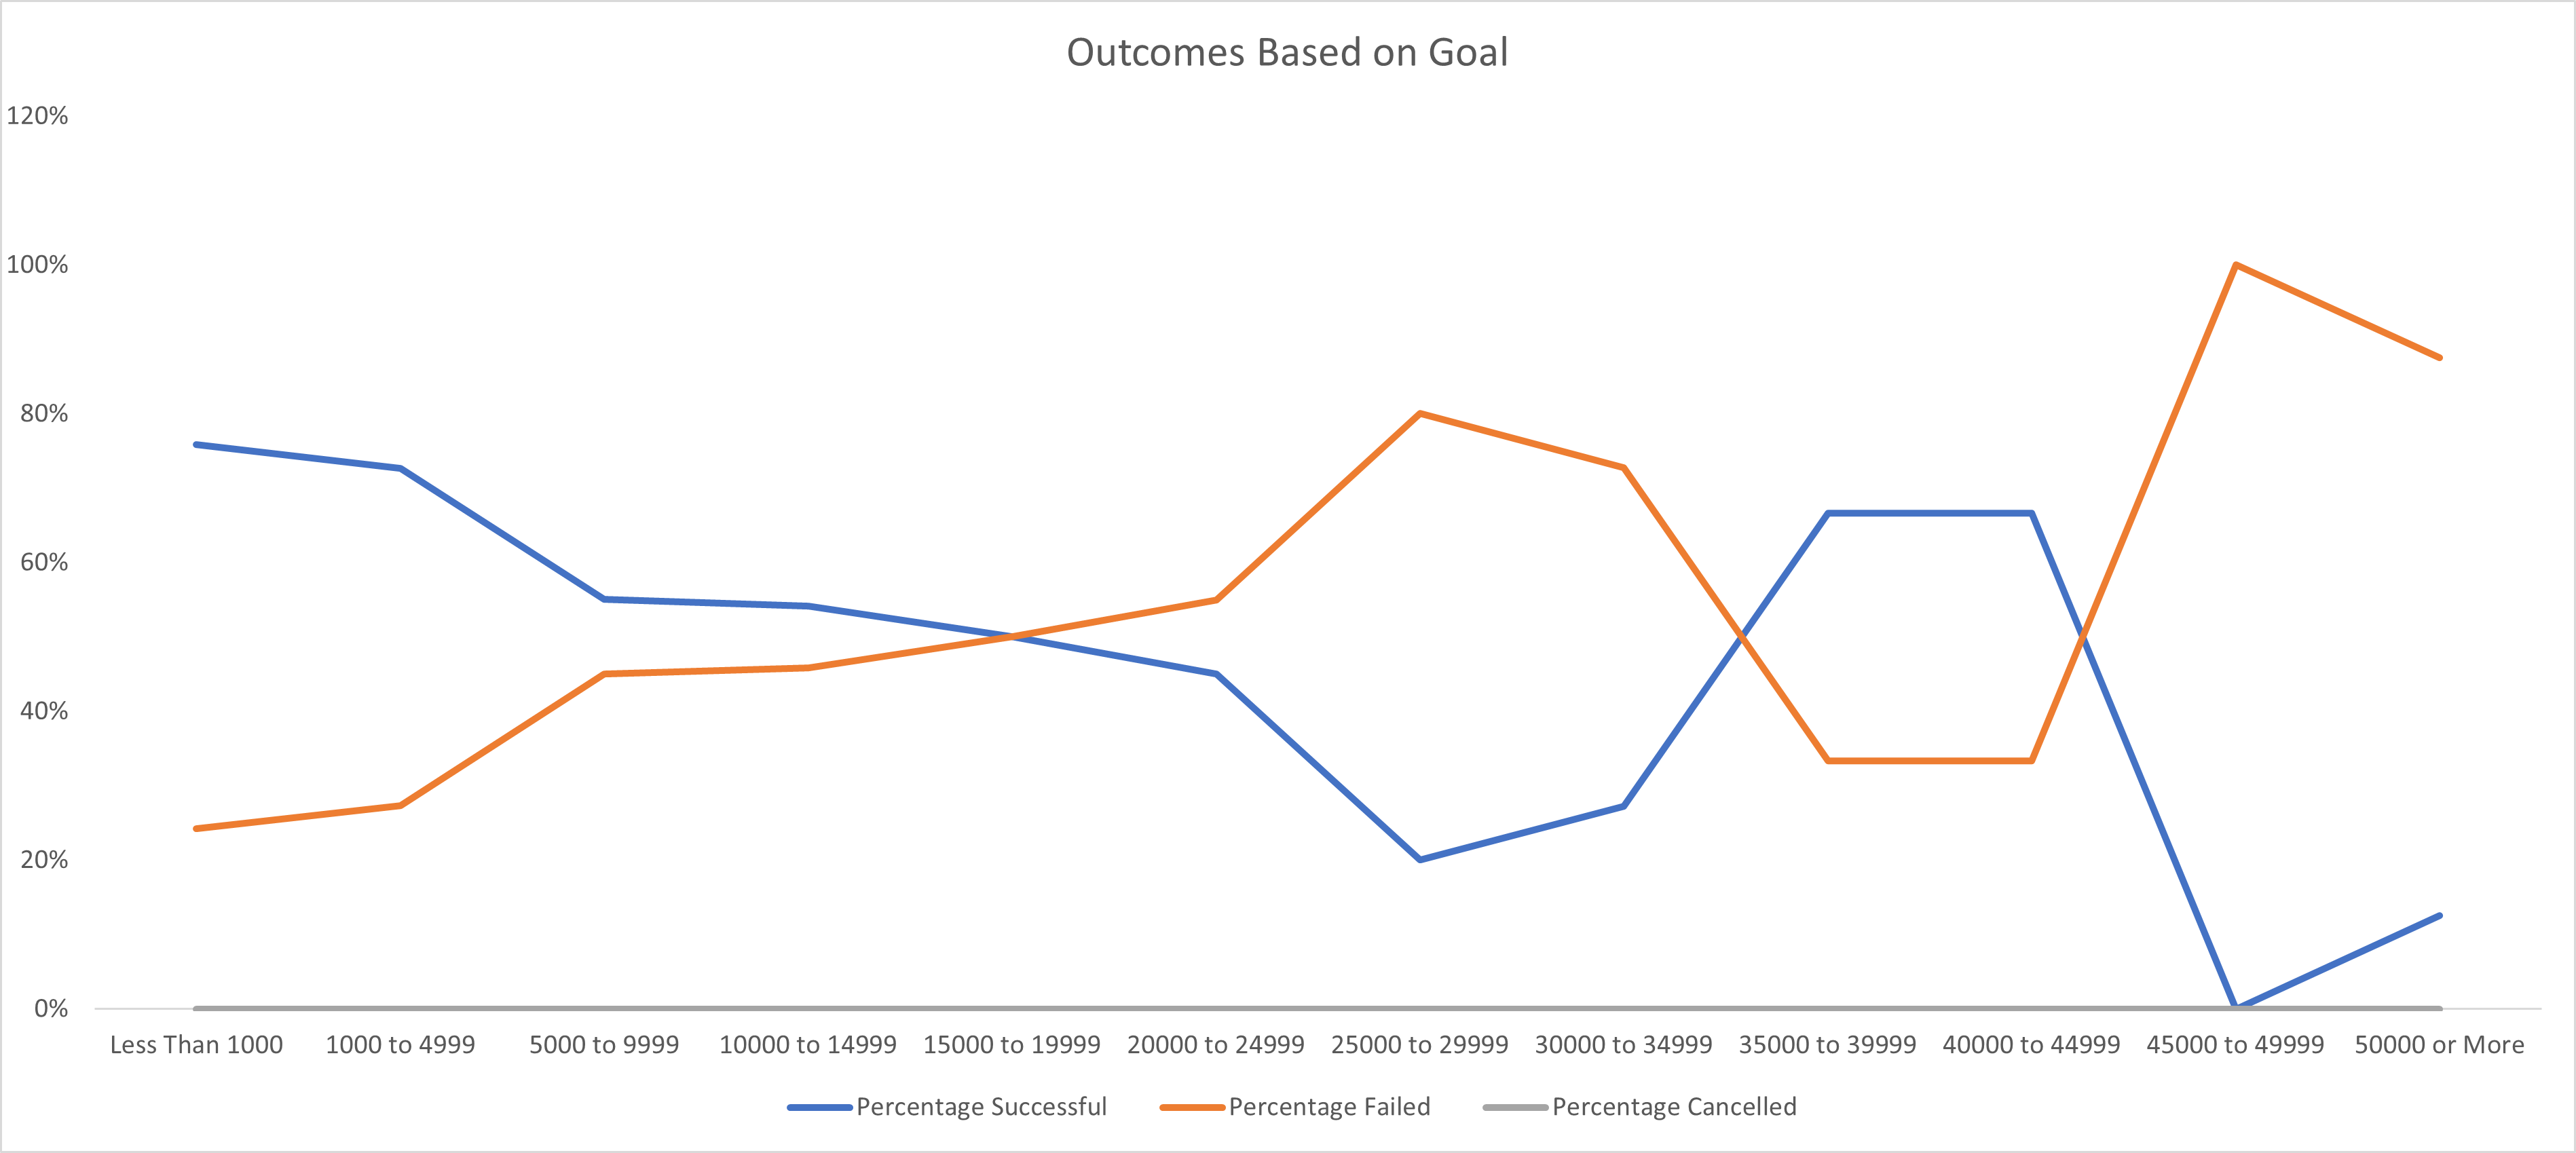 Outcomes Based on Goal
120%
100%
80%
60%
40%
20%
0%
Less Than 1000 1000 to 4999 5000 to 9999 10000 to 14999 15000 to 19999 20000 to 24999 25000 to 29999 30000 to 34999 35000 to 39999 40000 to 44999 45000 to 49999 50000 or More
Percentage Successful Percentage Failed Percentage Cancelled